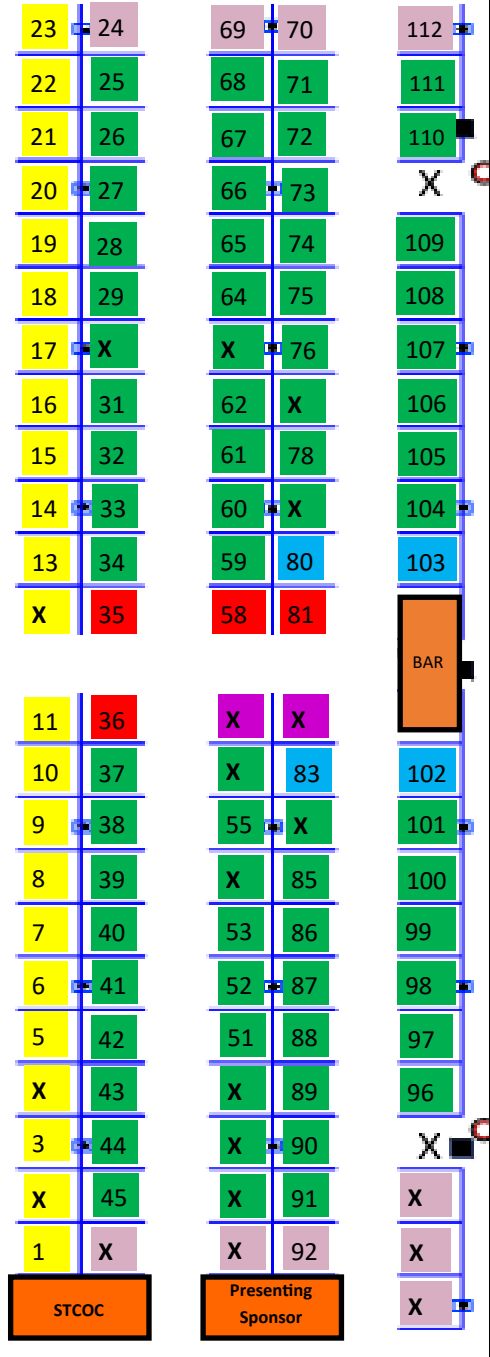 23 24 69 70 112
22 25 68 71 111
21 26 67 72 110
20 27 66 73 X
19 28 65 74 109
18 29 64 75 108
17 X X 76 107
16 31 62 X 106
15 32 61 78 105
14 33 60 X 104
13 34 59 80 103
X 35 58 81
BAR
11 36 X X
10 37 X 83 102
9 38 55 X 101
8 39 X 85 100
7 40 53 86 99
6 41 52 87 98
5 42 51 88 97
X 43 X 89 96
3 44 X 90 X
X 45 X 91 X
1 X X 92 X
X
STCOC
Presenting
Sponsor